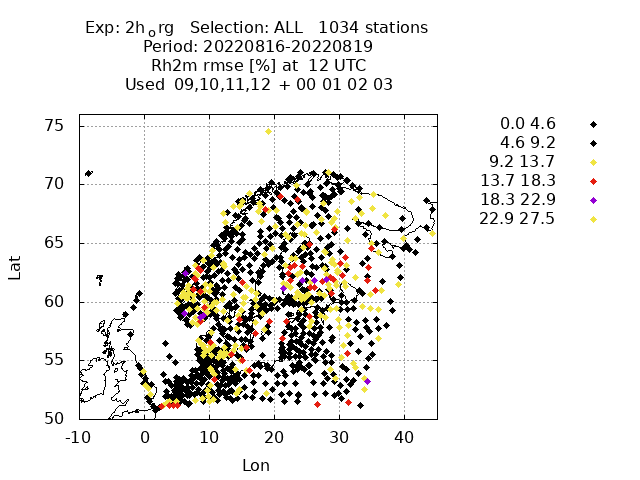 Exp: 2horg Selection: ALL 1034 stations
Period: 20220816-20220819
Rh2m rmse [%] at 12 UTC
Used 09,10,11,12 + 00 01 02 03
0.0 4.6
4.6 9.2
9.2 13.7
13.7 18.3
18.3 22.9
22.9 27.5
75
70
65
60
55
50
Lat
-10 0 10 20 30 40
Lon